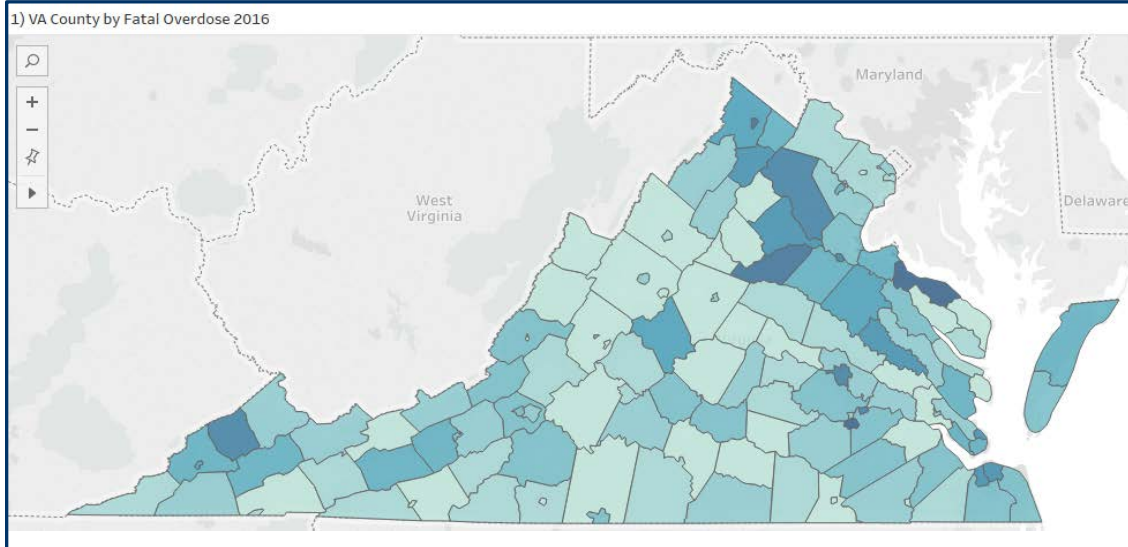 1) VA County by Fatal Overdose 2016
Maryland
West
Virginia
Delaware